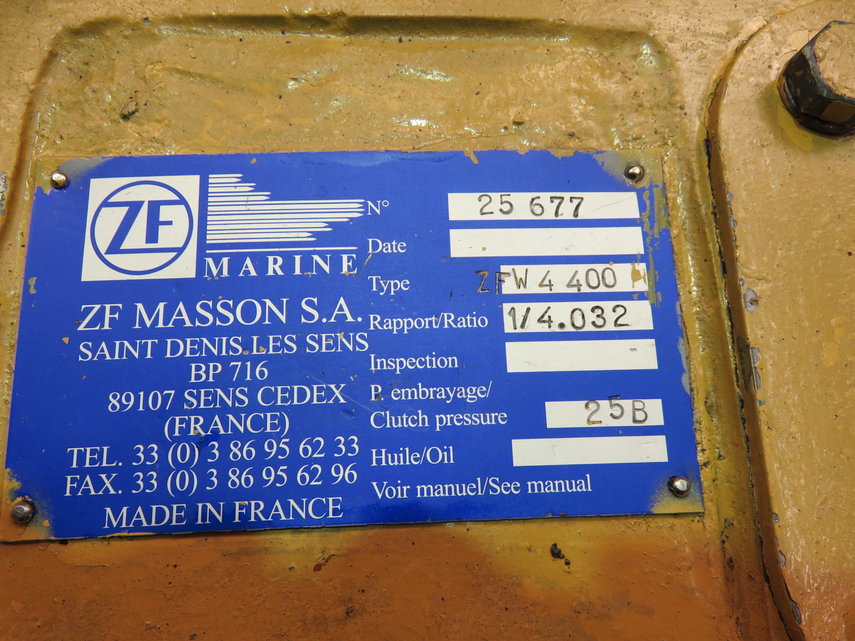 ZF
MARINE
ZF MASSON S.A.
SAINT DENIS.LES SENS
BP 716
89107 SENS CEDEX
(FRANCE)
TEL. 33 (0) 3 86 95 62 33
FAX. 33 (0) 3 86 95 62 96
MADE IN FRANCE
N° 25 677
Date
Type ZFW 4 400
Rapport/Ratio 1/4.032
Inspection
P. embrayage/
Clutch pressure 25B
Huile/Oil
Voir manuel/See manual